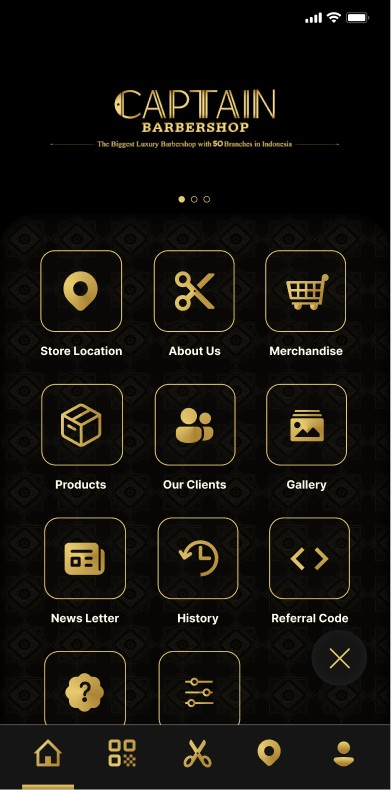 CAPTAIN
BARBERSHOP
The Biggest Luxury Barbershop with 50 Branches in Indonesia
Store Location
About Us
Merchandise
Products
Our Clients
Gallery
News Letter
History
Referral Code
?